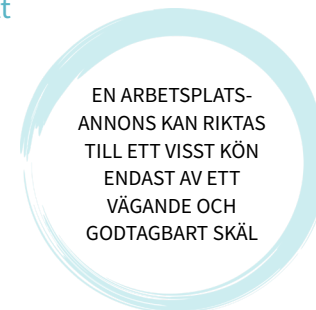 EN ARBETSPLATS-
ANNONS KAN RIKTAS
TILL ETT VISST KÖN
ENDAST AV ETT
VÄGANDE OCH
GODTAGBART SKÄL